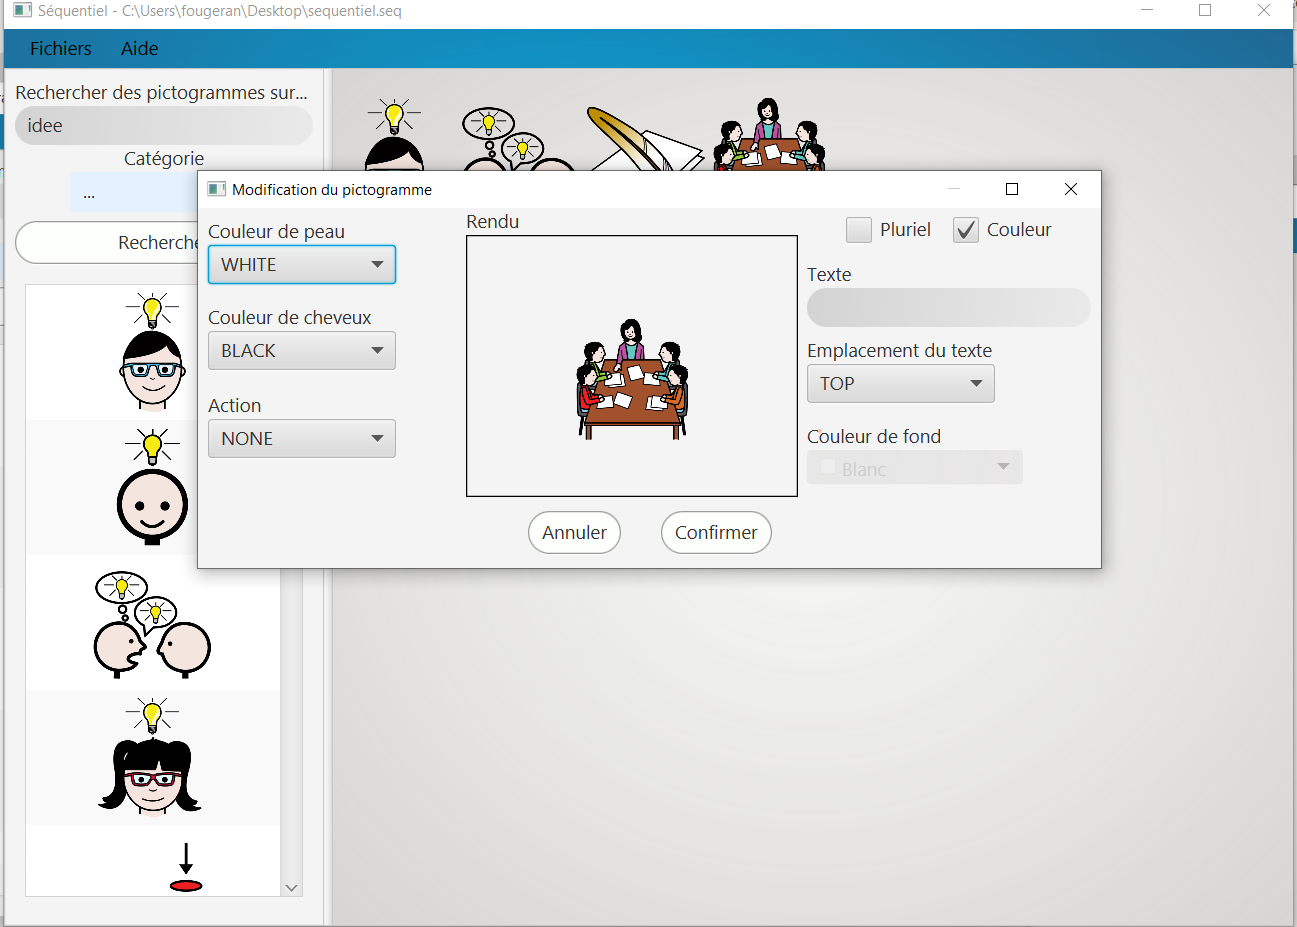 Séquentiel - C:\Users\fougeran\Desktop\sequentiel.seq
Fichiers Aide
Rechercher des pictogrammes sur...
idee
Catégorie
...
Modification du pictogramme
Couleur de peau
WHITE
Couleur de cheveux
BLACK
Action
NONE
Rendu
Annuler Confirmer
Pluriel Couleur
Texte
Emplacement du texte
TOP
Couleur de fond
Blanc